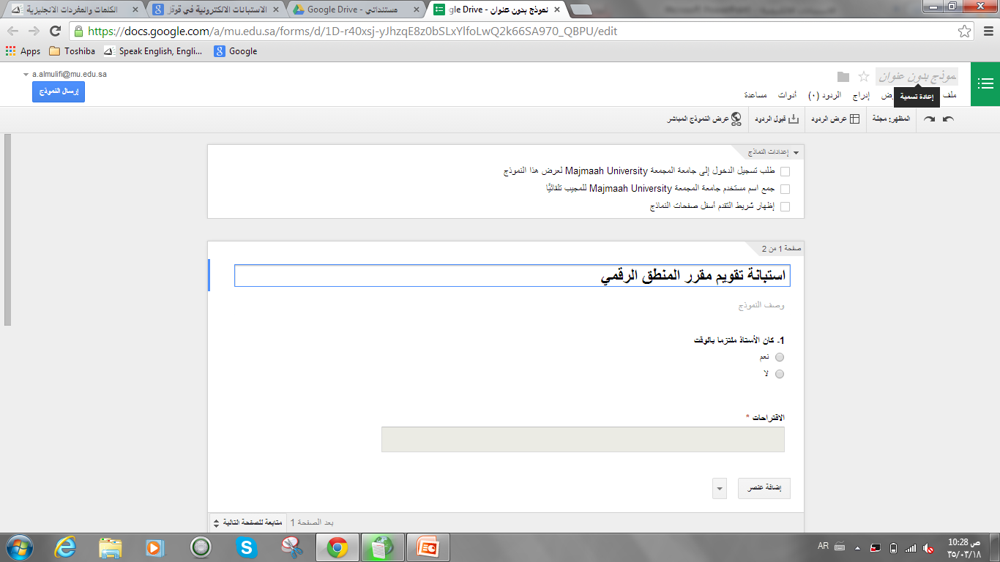 الكلمات والمفردات الانجليزية
الاستبانات الالكترونية في قوقل
مستنداتي - Google Drive
نموذج بدون عنوان - gle Drive
https://docs.google.com/a/mu.edu.sa/forms/d/1D-r40xsj-yJhzqE8z0bSLxYlfoLwQ2k66SA970_QBPU/edit
Apps Toshiba Speak English, Engli... Google
a.almulifi@mu.edu.sa
نموذج بدون عنوان
إرسال النموذج
ملف إدراج الردود (٠) أدوات مساعدة
إعادة تسمية
المظهر: مجلة عرض الردود قبول الردود عرض النموذج المباشر
إعدادات النماذج
طلب تسجيل الدخول إلى جامعة المجمعة Majmaah University لعرض هذا النموذج
جمع اسم مستخدم جامعة المجمعة Majmaah University للمجيب تلقائيًا
إظهار شريط التقدم أسفل صفحات النماذج
صفحة 1 من 2
استبانة تقويم مقرر المنطق الرقمي
وصف النموذج
1- كان الأستاذ ملتزما بالوقت
نعم
لا
الاقتراحات *
إضافة عنصر
بعد الصفحة 1 متابعة للصفحة التالية
AR
10:28 ص
٣٥/٠٣/١٨